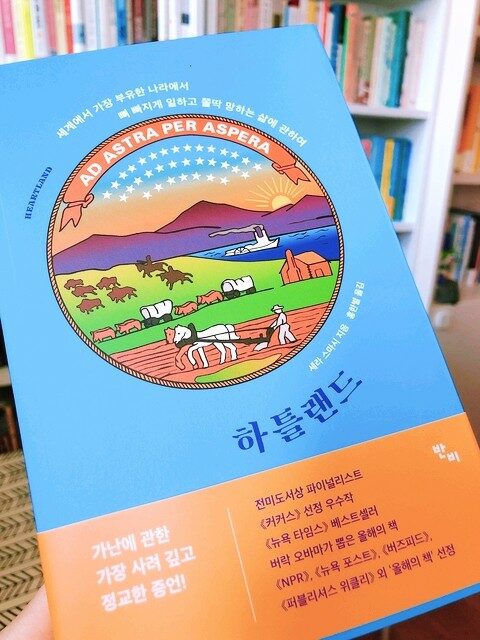 세계에서 가장 부유한 나라에서
뼈 빠지게 일하고 쫄딱 망하는 삶에 관하여
HEARTLAND
AD ASTRA PER ASPERA
세라 스마시 지음 홍한별 옮김
하틀랜드
반비
가난에 관한
가장 사려 깊고
정교한 증언!
전미도서상 파이널리스트
《커커스》 선정 우수작
《뉴욕 타임스》 베스트셀러
버락 오바마가 뽑은 올해의 책
《NPR》, 《뉴욕 포스트》, 《버즈피드》,
《퍼블리셔스 위클리》 외 '올해의 책' 선정